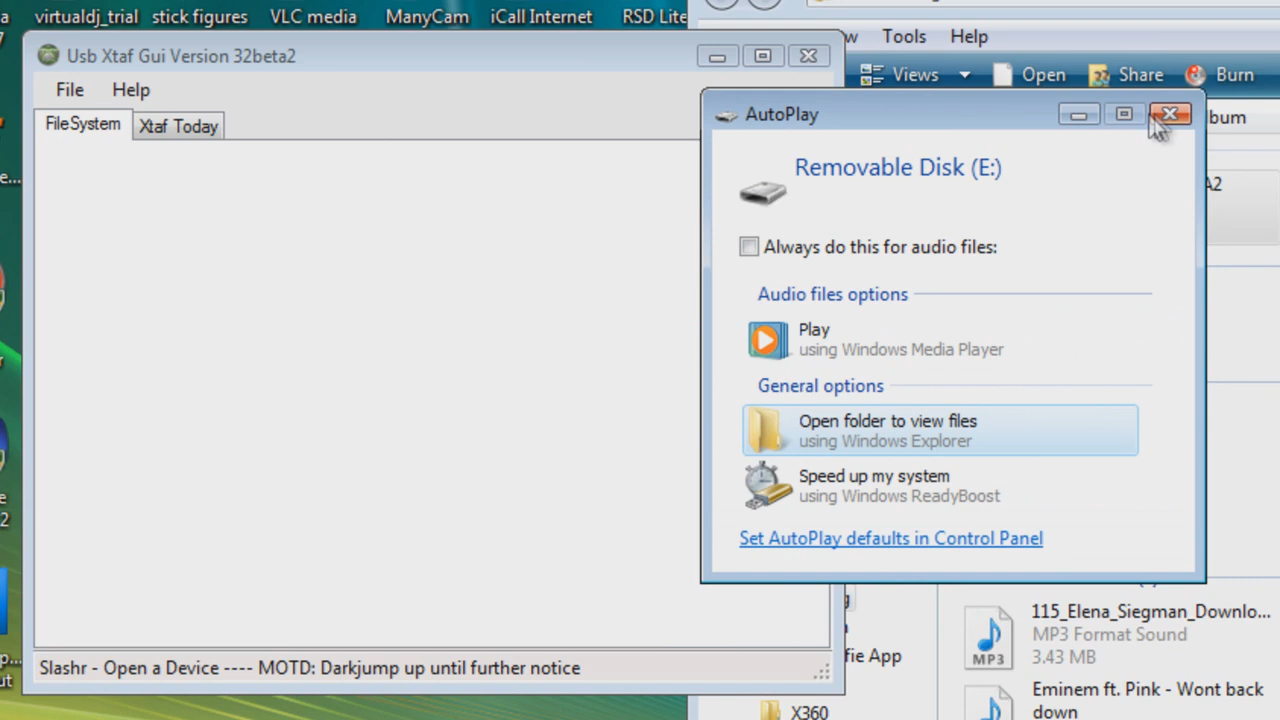 virtualdj_trial stick figures VLC media ManyCam iCall Internet RSD Lite
Usb Xtaf Gui Version 32beta2
File Help
FileSystem Xtaf Today
Slashr - Open a Device ---- MOTD: Darkjump up until further notice
Tools Help
Views Open Share Burn
AutoPlay
Removable Disk (E:)
Always do this for audio files:
Audio files options
Play
using Windows Media Player
General options
Open folder to view files
using Windows Explorer
Speed up my system
using Windows ReadyBoost
Set AutoPlay defaults in Control Panel
115_Elena_Siegman_Downlo...
MP3 Format Sound
3.43 MB
MP3
Eminem ft. Pink - Wont back
down
App
X360